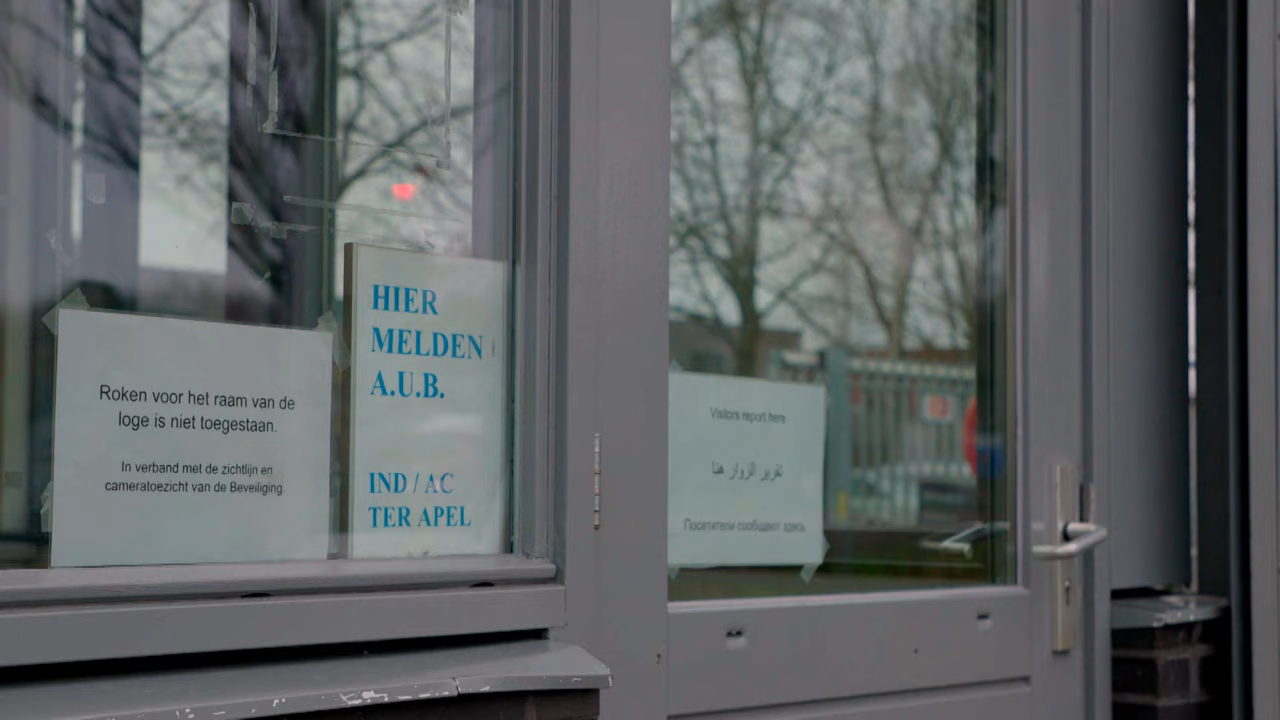 Roken voor het raam van de
loge is niet toegestaan.
In verband met de zichtlijn en
cameratoezicht van de Beveiliging.
HIER
MELDEN
A.U.B.
IND / AC
TER APEL
Visitors report here
تقرير الزوار هنا
Посетители сообщают здесь